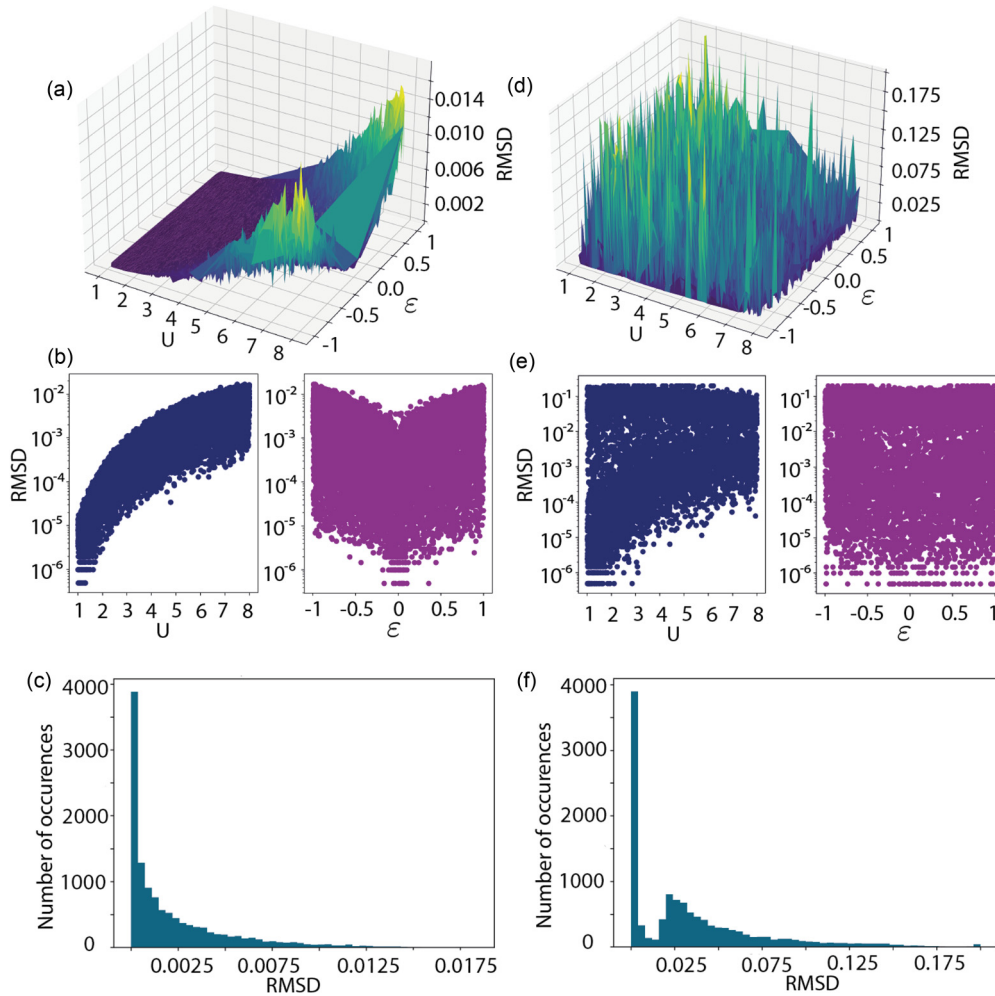 (a)
0.014
0.010
0.006
0.002
RMSD
1 2 3 4 5 6 7 8
U
-1 -0.5 0.0 0.5 1
ε
(d)
0.175
0.125
0.075
0.025
RMSD
1 2 3 4 5 6 7 8
U
-1 -0.5 0.0 0.5 1
ε
(b)
RMSD
10⁻²
10⁻³
10⁻⁴
10⁻⁵
10⁻⁶
1 2 3 4 5 6 7 8
U
10⁻²
10⁻³
10⁻⁴
10⁻⁵
10⁻⁶
-1 -0.5 0 0.5 1
ε
(e)
RMSD
10⁻¹
10⁻²
10⁻³
10⁻⁴
10⁻⁵
10⁻⁶
1 2 3 4 5 6 7 8
U
10⁻¹
10⁻²
10⁻³
10⁻⁴
10⁻⁵
10⁻⁶
-1 -0.5 0 0.5 1
ε
(c)
Number of occurences
4000
3000
2000
1000
0
0.0025 0.0075 0.0125 0.0175
RMSD
(f)
Number of occurences
4000
3000
2000
1000
0
0.025 0.075 0.125 0.175
RMSD